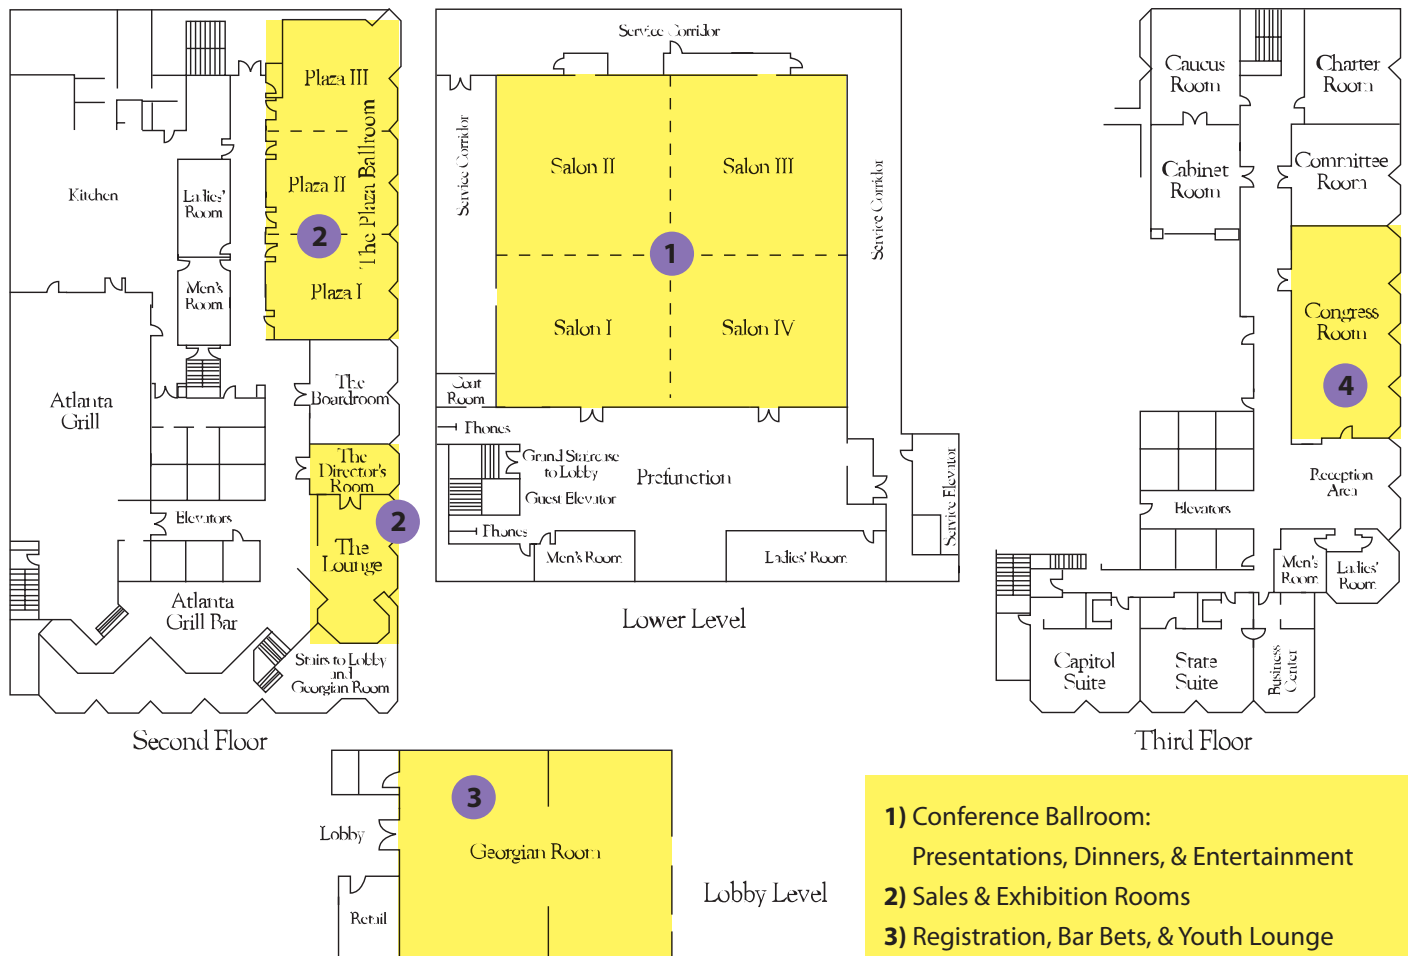 Plaza III
The Plaza Ballroom
Plaza II
2
Plaza I
Kitchen
Ladies'
Room
Men's
Room
Atlanta
Grill
The
Boardroom
The
Director's
Room
2
The
Lounge
Elevators
Atlanta
Grill Bar
Stairs to Lobby
and
Georgian Room
Second Floor
Service Corridor
Service Corridor
Service Corridor
Salon II
Salon III
1
Salon I
Salon IV
Coat
Room
Phones
Grand Staircase
to Lobby
Guest Elevator
Prefunction
Phones
Men's Room
Ladies' Room
Service Elevator
Lower Level
Caucus
Room
Charter
Room
Cabinet
Room
Committee
Room
Congress
Room
4
Reception
Area
Elevators
Men's
Room
Ladies'
Room
Capitol
Suite
State
Suite
Business
Center
Third Floor
3
Lobby
Georgian Room
Retail
Lobby Level
1) Conference Ballroom:
Presentations, Dinners, & Entertainment
2) Sales & Exhibition Rooms
3) Registration, Bar Bets, & Youth Lounge